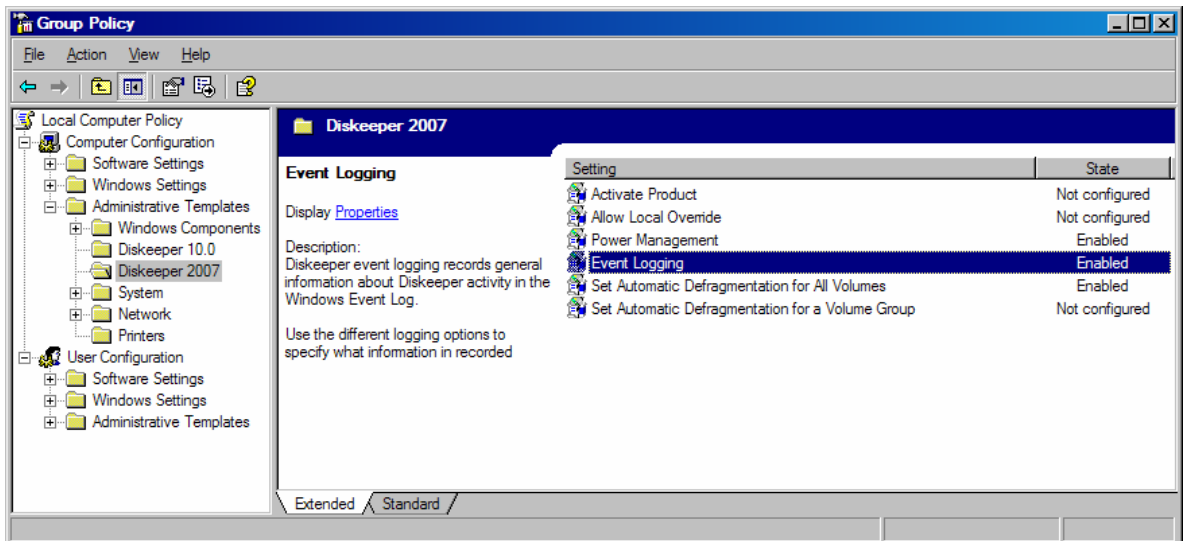 Group Policy
File Action View Help
Local Computer Policy
Computer Configuration
Software Settings
Windows Settings
Administrative Templates
Windows Components
Diskeeper 10.0
Diskeeper 2007
System
Network
Printers
User Configuration
Software Settings
Windows Settings
Administrative Templates
Diskeeper 2007
Event Logging
Display Properties
Description:
Diskeeper event logging records general
information about Diskeeper activity in the
Windows Event Log.
Use the different logging options to
specify what information in recorded
Setting State
Activate Product Not configured
Allow Local Override Not configured
Power Management Enabled
Event Logging Enabled
Set Automatic Defragmentation for All Volumes Enabled
Set Automatic Defragmentation for a Volume Group Not configured
Extended Standard